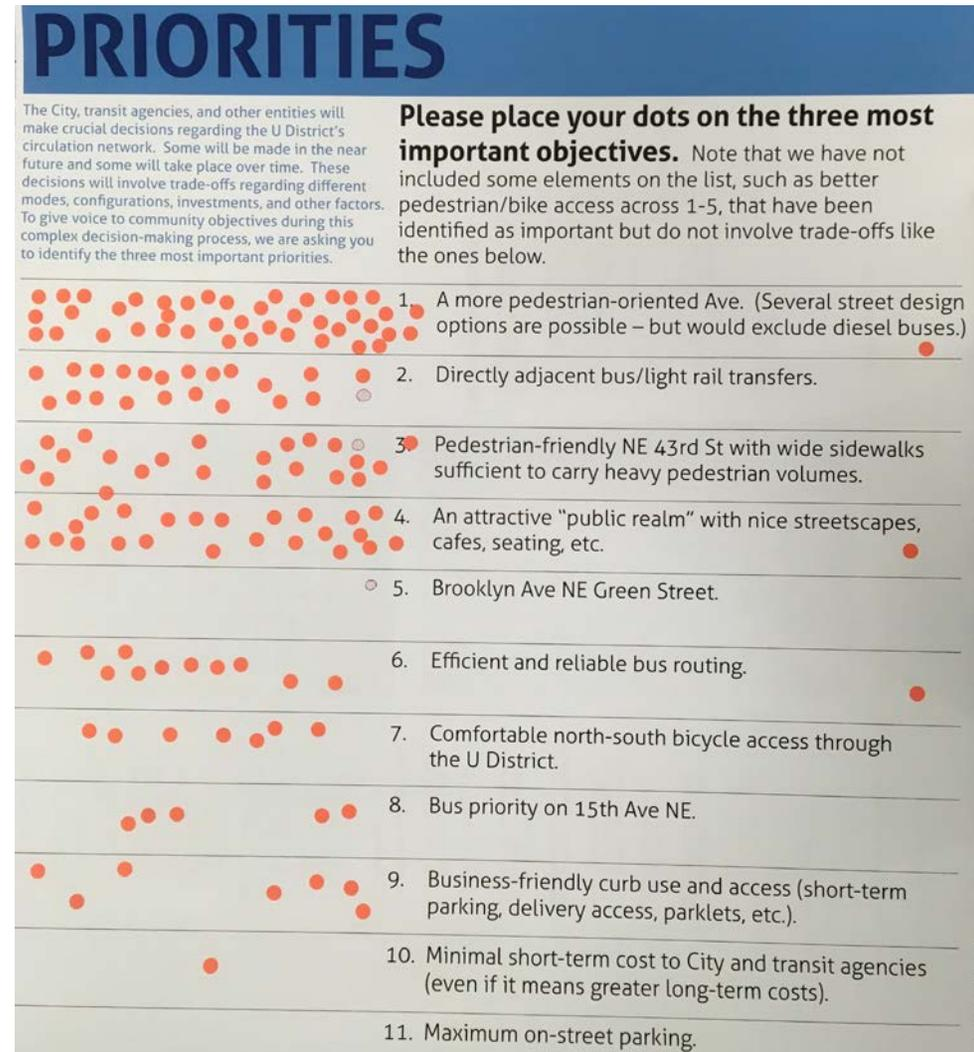 PRIORITIES
The City, transit agencies, and other entities will
make crucial decisions regarding the U District's
circulation network. Some will be made in the near
future and some will take place over time. These
decisions will involve trade-offs regarding different
modes, configurations, investments, and other factors.
To give voice to community objectives during this
complex decision-making process, we are asking you
to identify the three most important priorities.
Please place your dots on the three most
important objectives. Note that we have not
included some elements on the list, such as better
pedestrian/bike access across 1-5, that have been
identified as important but do not involve trade-offs like
the ones below.
1. A more pedestrian-oriented Ave. (Several street design
options are possible – but would exclude diesel buses.)
2. Directly adjacent bus/light rail transfers.
3. Pedestrian-friendly NE 43rd St with wide sidewalks
sufficient to carry heavy pedestrian volumes.
4. An attractive "public realm" with nice streetscapes,
cafes, seating, etc.
5. Brooklyn Ave NE Green Street.
6. Efficient and reliable bus routing.
7. Comfortable north-south bicycle access through
the U District.
8. Bus priority on 15th Ave NE.
9. Business-friendly curb use and access (short-term
parking, delivery access, parklets, etc.).
10. Minimal short-term cost to City and transit agencies
(even if it means greater long-term costs).
11. Maximum on-street parking.